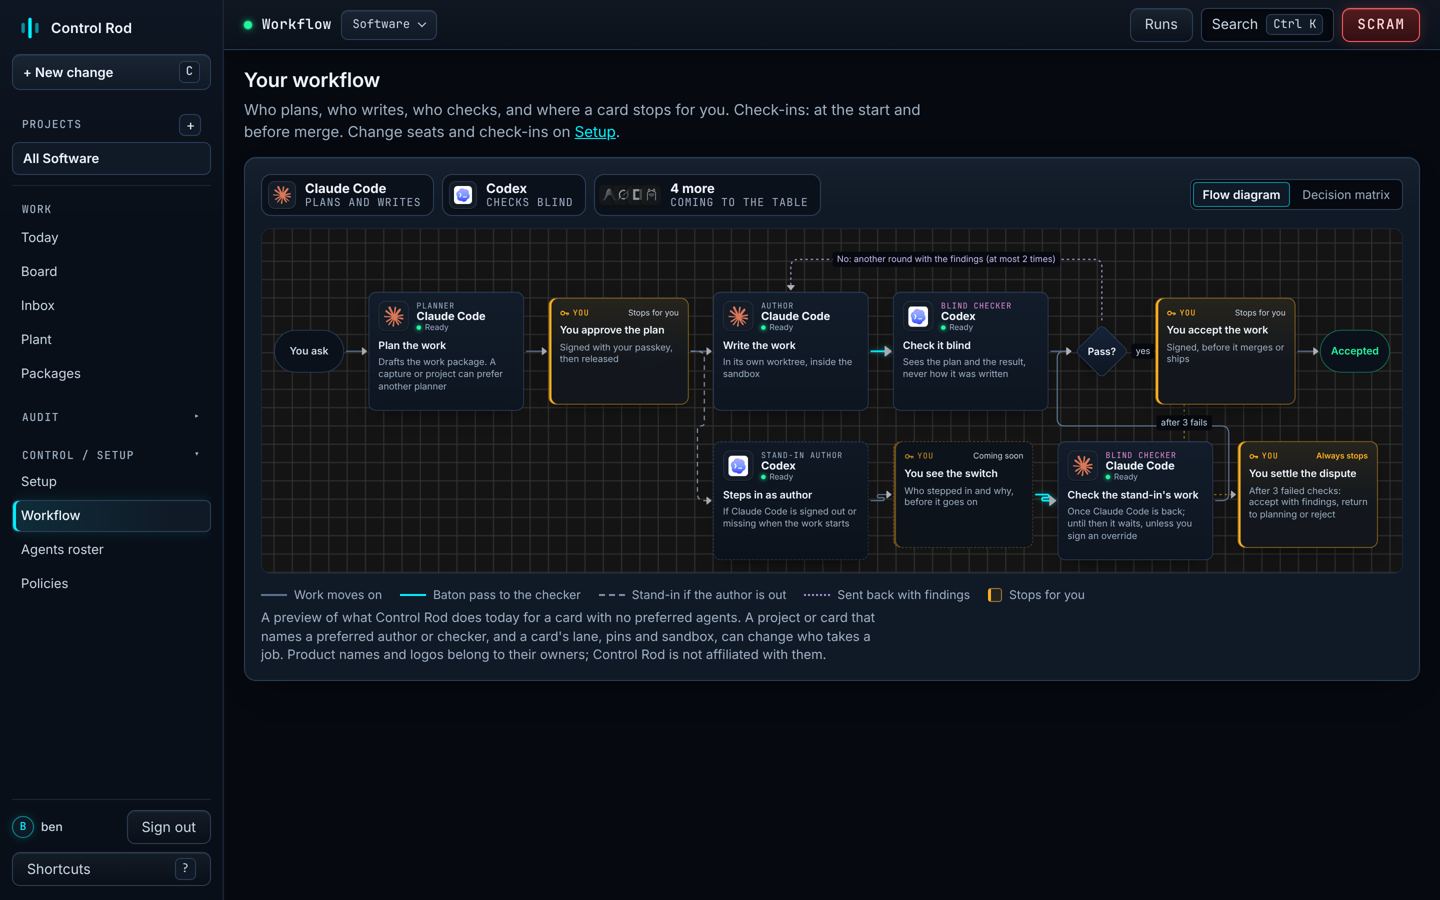 Control Rod
+ New change
C
PROJECTS
+
All Software
WORK
Today
Board
Inbox
Plant
Packages
AUDIT
CONTROL / SETUP
Setup
Workflow
Agents roster
Policies
B
ben
Sign out
Shortcuts
?
Workflow
Software
Runs
Search
Ctrl K
SCRAM
Your workflow
Who plans, who writes, who checks, and where a card stops for you. Check-ins: at the start and
before merge. Change seats and check-ins on Setup.
Claude Code
PLANS AND WRITES
Codex
CHECKS BLIND
4 more
COMING TO THE TABLE
Flow diagram
Decision matrix
No: another round with the findings (at most 2 times)
You ask
PLANNER
Claude Code
Ready
Plan the work
Drafts the work package. A
capture or project can prefer
another planner
YOU
Stops for you
You approve the plan
Signed with your passkey,
then released
AUTHOR
Claude Code
Ready
Write the work
In its own worktree, inside the
sandbox
BLIND CHECKER
Codex
Ready
Check it blind
Sees the plan and the result,
never how it was written
Pass?
yes
YOU
Stops for you
You accept the work
Signed, before it merges or
ships
Accepted
after 3 fails
STAND-IN AUTHOR
Codex
Ready
Steps in as author
If Claude Code is signed out or
missing when the work starts
YOU
Coming soon
You see the switch
Who stepped in and why,
before it goes on
BLIND CHECKER
Claude Code
Ready
Check the stand-in's work
Once Claude Code is back;
until then it waits, unless you
sign an override
YOU
Always stops
You settle the dispute
After 3 failed checks:
accept with findings, return
to planning or reject
Work moves on
Baton pass to the checker
Stand-in if the author is out
Sent back with findings
Stops for you
A preview of what Control Rod does today for a card with no preferred agents. A project or card that
names a preferred author or checker, and a card's lane, pins and sandbox, can change who takes a
job. Product names and logos belong to their owners; Control Rod is not affiliated with them.